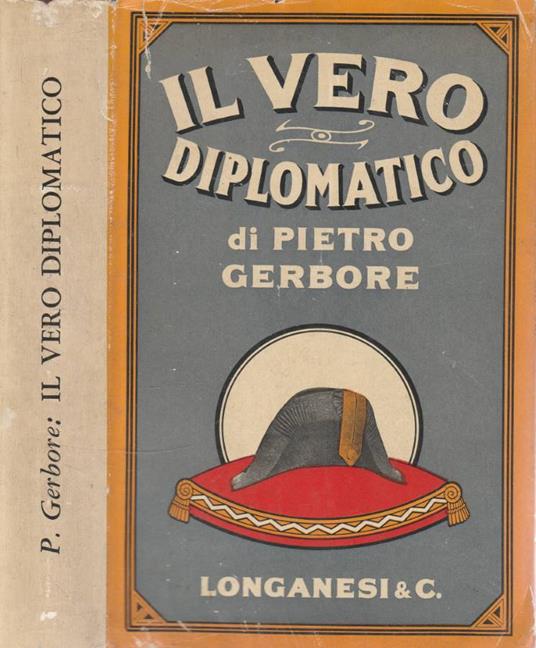 P. Gerbore: IL VERO DIPLOMATICO
IL VERO
DIPLOMATICO
di PIETRO
GERBORE
LONGANESI & C.